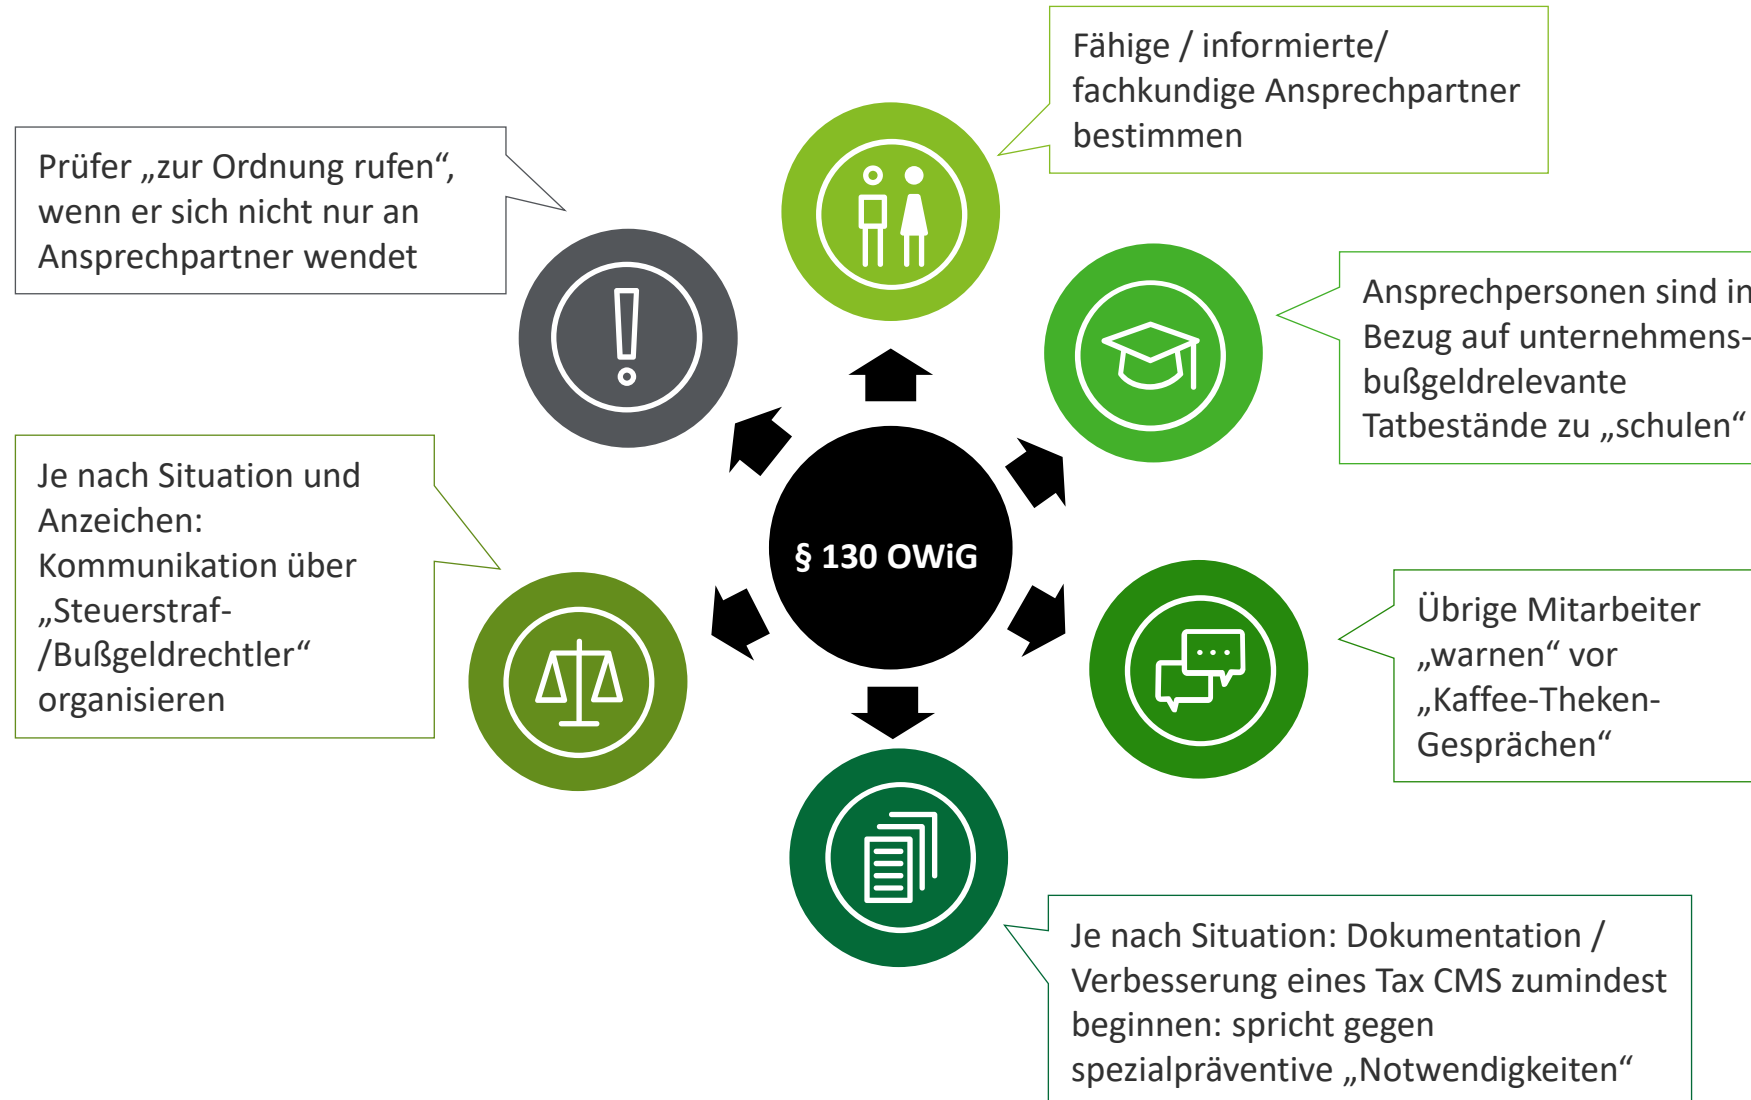 Fähige / informierte/
fachkundige Ansprechpartner
bestimmen
Prüfer „zur Ordnung rufen“,
wenn er sich nicht nur an
Ansprechpartner wendet
Ansprechpersonen sind in
Bezug auf unternehmens-
bußgeldrelevante
Tatbestände zu „schulen“
Je nach Situation und
Anzeichen:
Kommunikation über
„Steuerstraf-
/Bußgeldrechtler“
organisieren
§ 130 OWiG
Übrige Mitarbeiter
„warnen“ vor
„Kaffee-Theken-
Gesprächen“
Je nach Situation: Dokumentation /
Verbesserung eines Tax CMS zumindest
beginnen: spricht gegen
spezialpräventive „Notwendigkeiten“